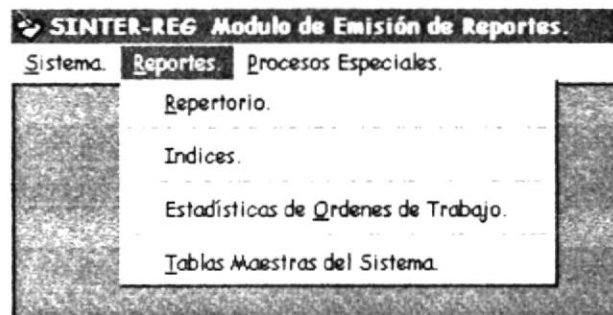 SINTER-REG Modulo de Emisión de Reportes.
Sistema. Reportes. Procesos Especiales.
Repertorio.
Indices.
Estadísticas de Ordenes de Trabajo.
Tablas Maestras del Sistema.